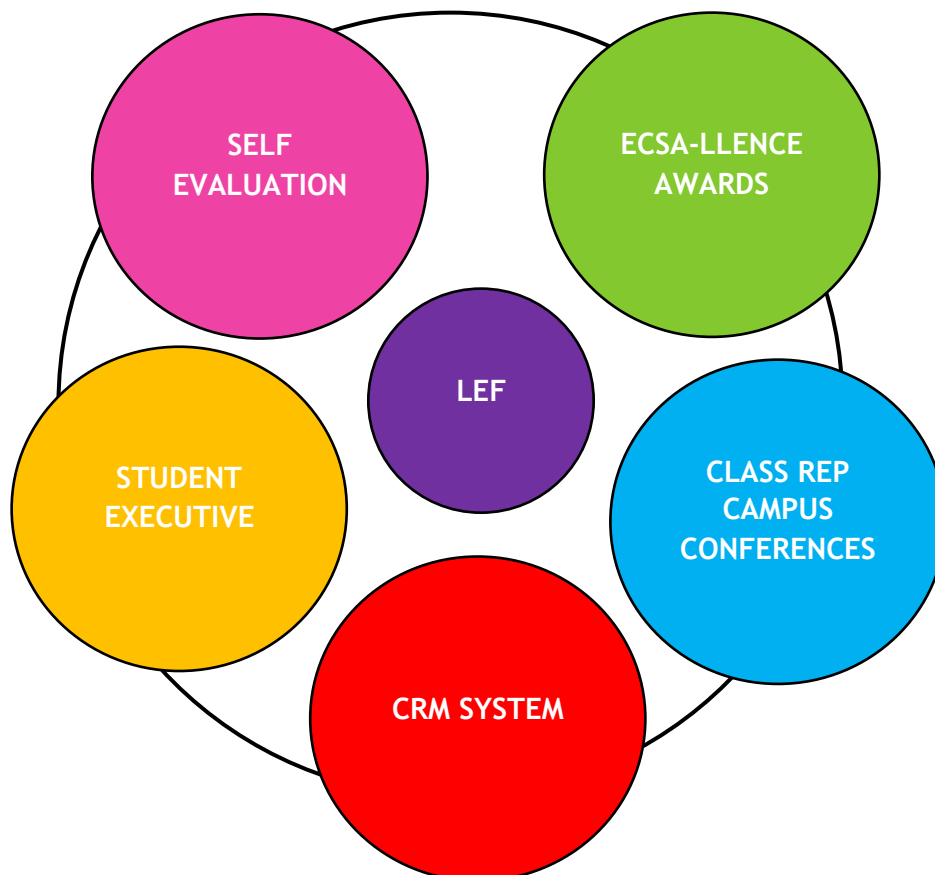 SELF
EVALUATION
ECSA-LLENCE
AWARDS
LEF
STUDENT
EXECUTIVE
CLASS REP
CAMPUS
CONFERENCES
CRM SYSTEM